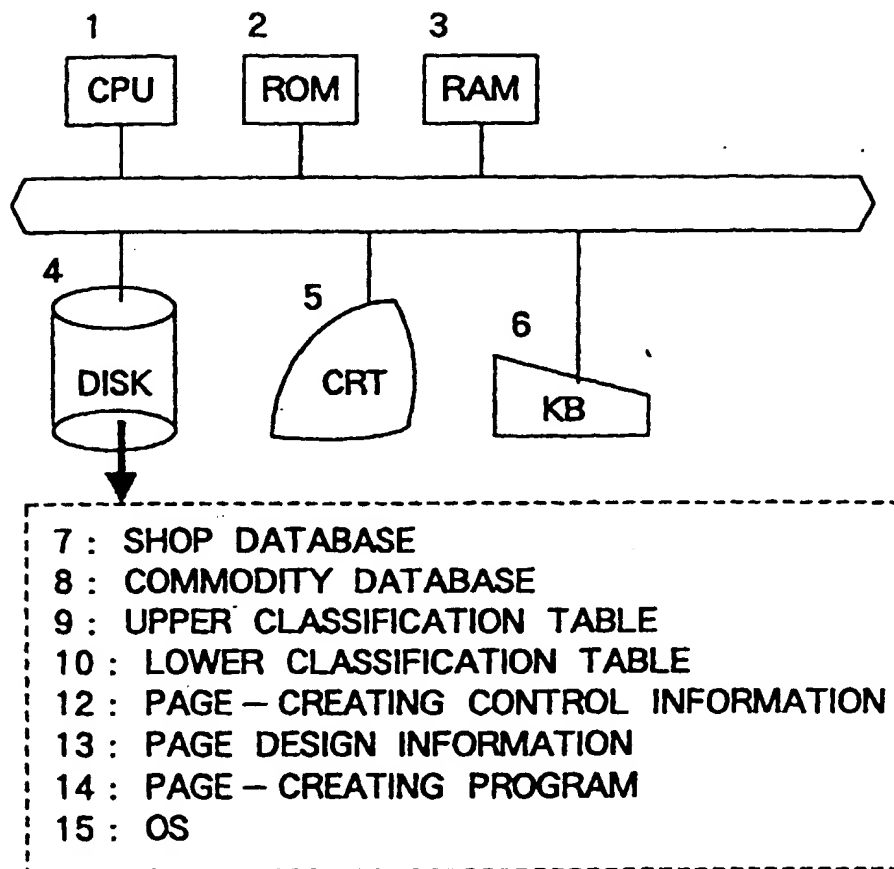 1 2 3
CPU ROM RAM
4 5 6
DISK CRT KB
7 : SHOP DATABASE
8 : COMMODITY DATABASE
9 : UPPER CLASSIFICATION TABLE
10 : LOWER CLASSIFICATION TABLE
12 : PAGE-CREATING CONTROL INFORMATION
13 : PAGE DESIGN INFORMATION
14 : PAGE-CREATING PROGRAM
15 : OS